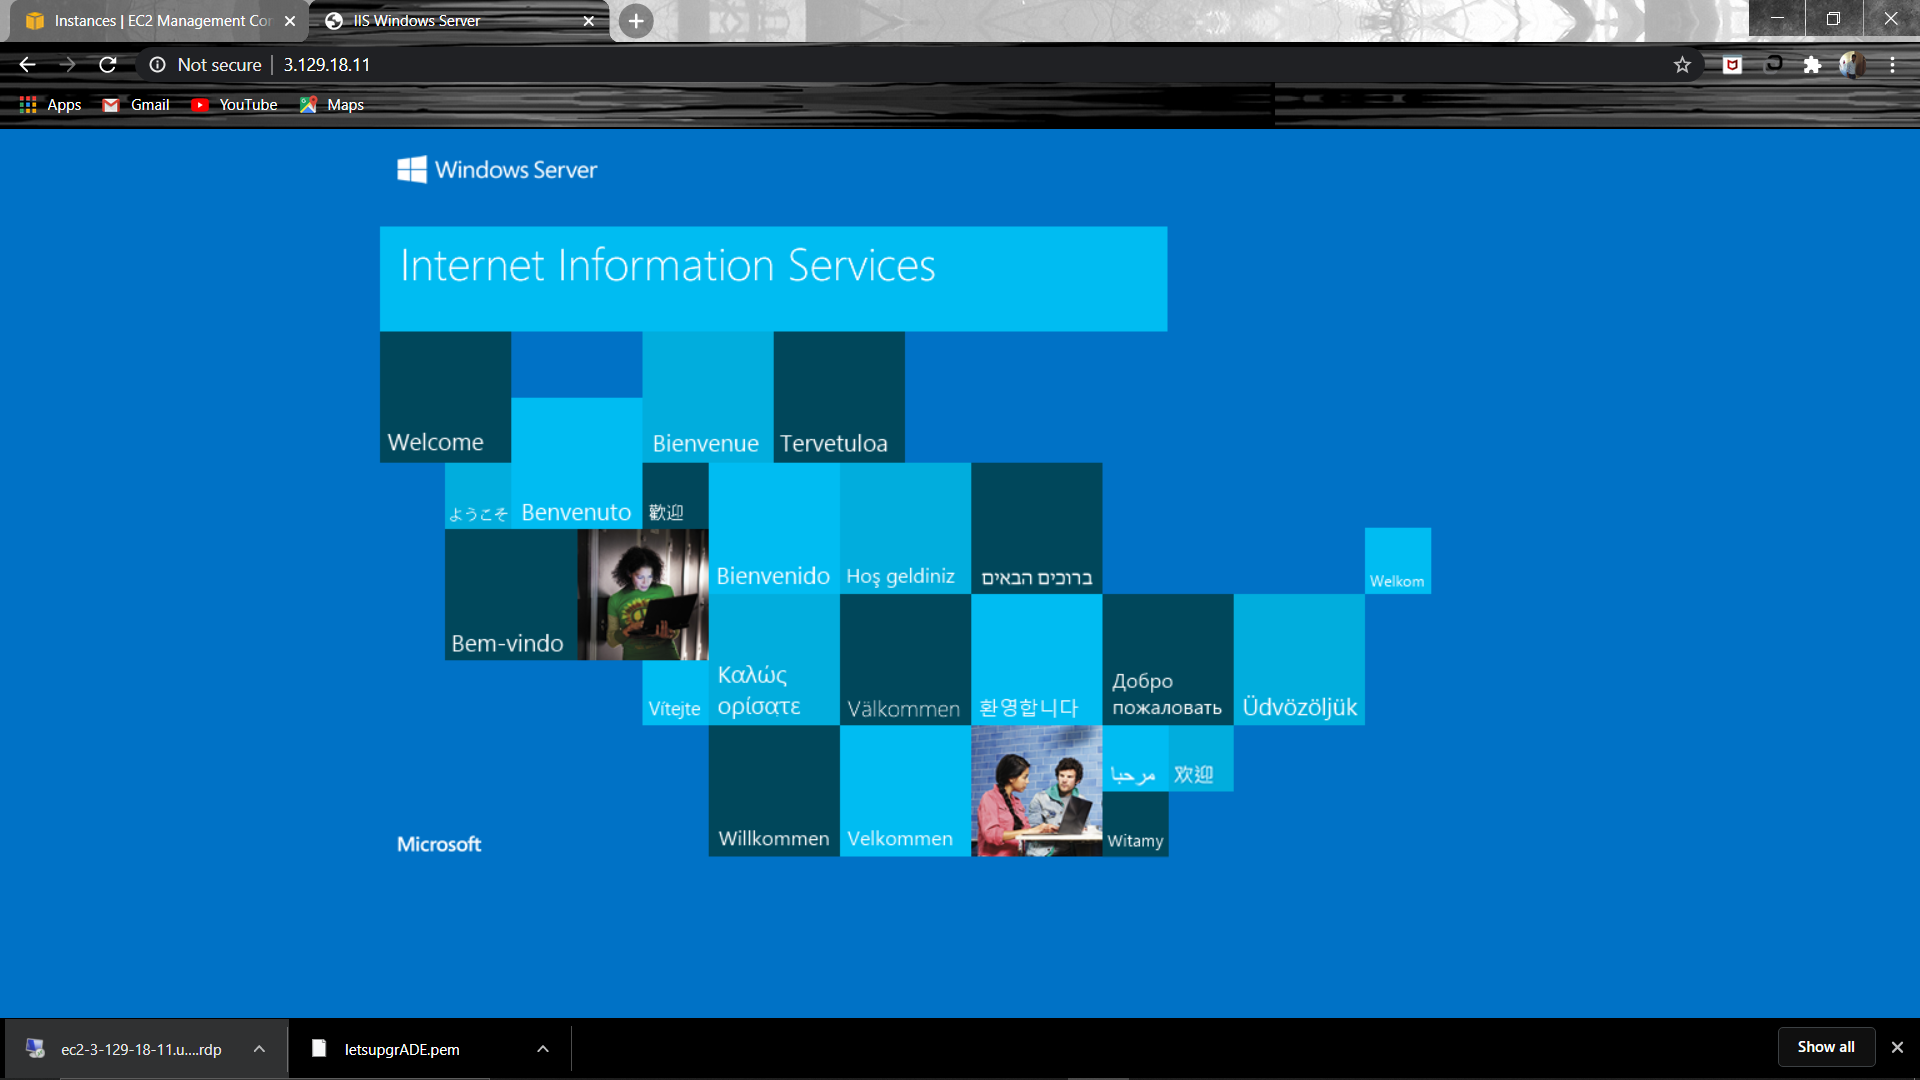 Instances | EC2 Management Con
IIS Windows Server
Not secure
3.129.18.11
Apps
Gmail
YouTube
Maps
Windows Server
Internet Information Services
Welcome
Bienvenue
Tervetuloa
ようこそ
Benvenuto
歡迎
Bienvenido
Hoş geldiniz
ברוכים הבאים
Welkom
Bem-vindo
Vítejte
Καλώς
ορίσατε
Välkommen
환영합니다
Добро
пожаловать
Üdvözöljük
Willkommen
Velkommen
مرحبا
欢迎
Witamy
Microsoft
ec2-3-129-18-11.u....rdp
letsupgrADE.pem
Show all